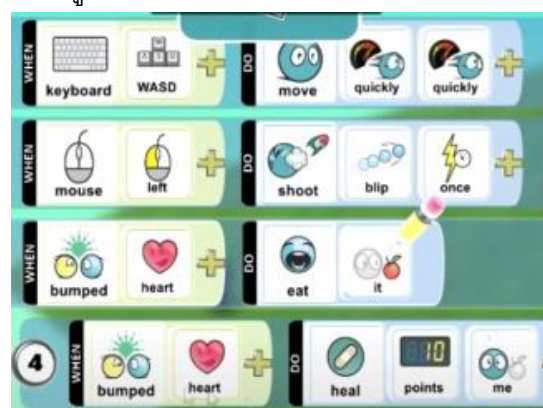 WHEN keyboard WASD DO move quickly quickly
WHEN mouse left DO shoot blip once
WHEN bumped heart DO eat it
4 WHEN bumped heart DO heal 10 points me